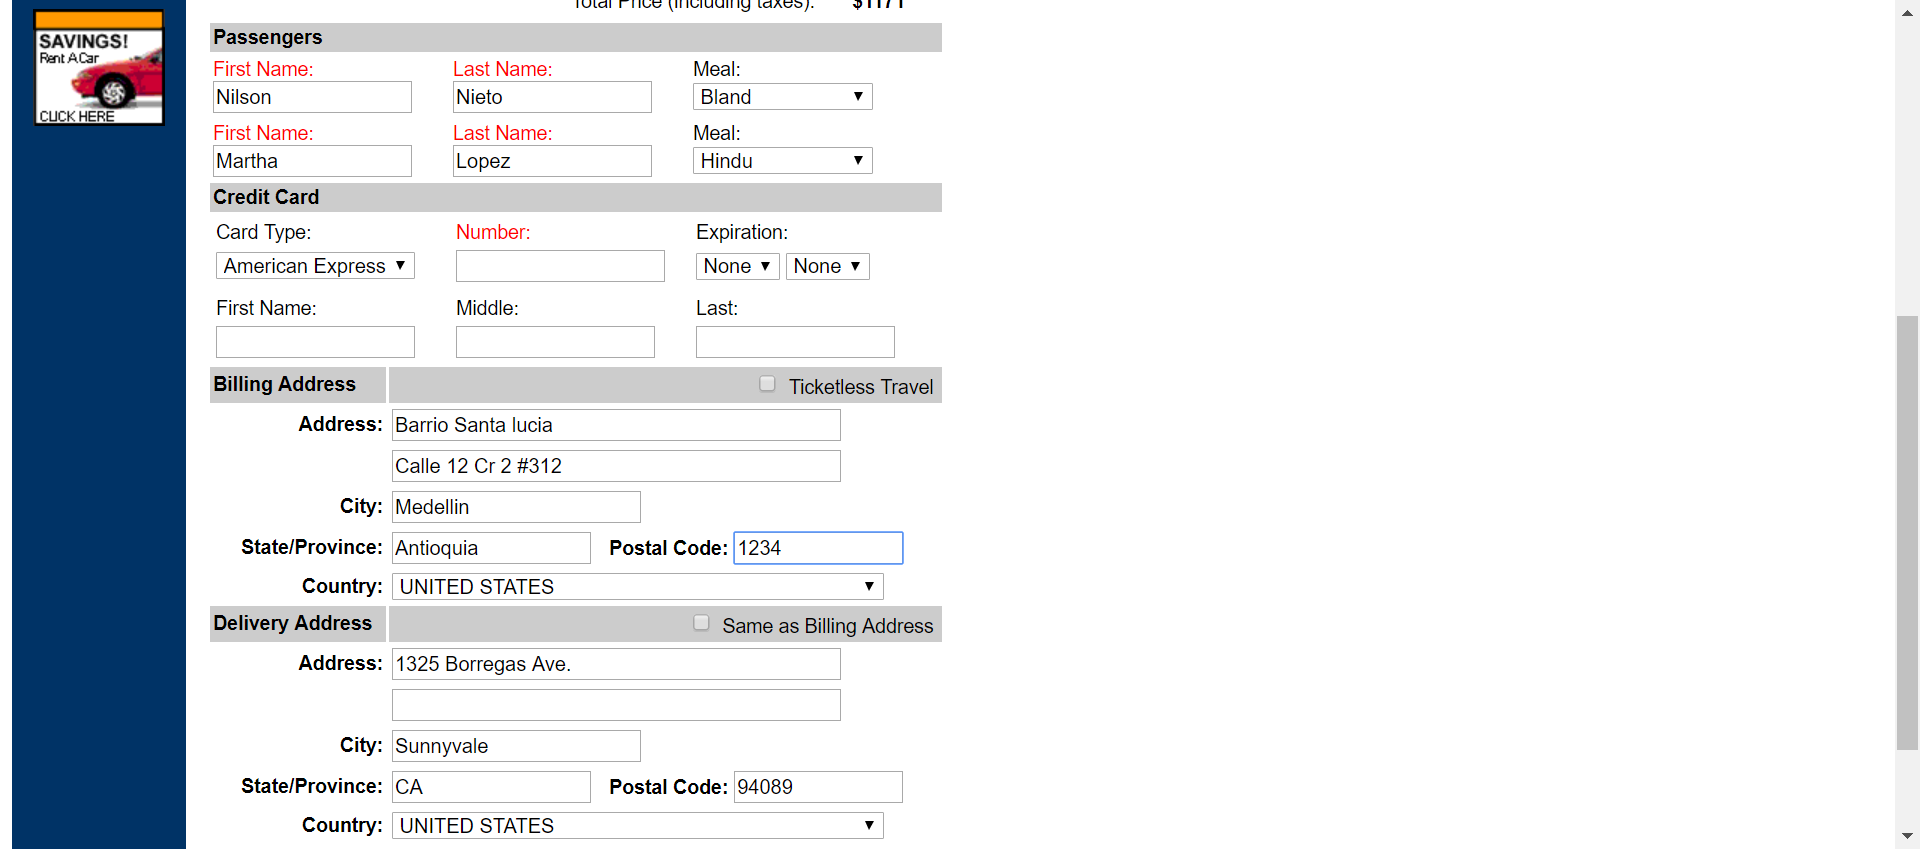 Total Price (including taxes): $1171
SAVINGS!
Rent A Car
CLICK HERE
Passengers
First Name: Last Name: Meal:
Nilson Nieto Bland
First Name: Last Name: Meal:
Martha Lopez Hindu
Credit Card
Card Type: Number: Expiration:
American Express None None
First Name: Middle: Last:
Billing Address Ticketless Travel
Address: Barrio Santa lucia
Calle 12 Cr 2 #312
City: Medellin
State/Province: Antioquia Postal Code: 1234
Country: UNITED STATES
Delivery Address Same as Billing Address
Address: 1325 Borregas Ave.
City: Sunnyvale
State/Province: CA Postal Code: 94089
Country: UNITED STATES